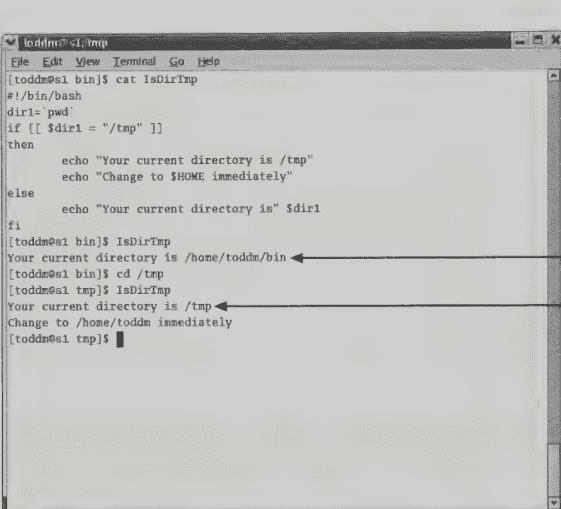 toddm@s1:/tmp
File Edit View Terminal Go Help
[toddm@s1 bin]$ cat IsDirTmp
#!/bin/bash
dir1=`pwd`
if [[ $dir1 = "/tmp" ]]
then
        echo "Your current directory is /tmp"
        echo "Change to $HOME immediately"
else
        echo "Your current directory is" $dir1
fi
[toddm@s1 bin]$ IsDirTmp
Your current directory is /home/toddm/bin
[toddm@s1 bin]$ cd /tmp
[toddm@s1 tmp]$ IsDirTmp
Your current directory is /tmp
Change to /home/toddm immediately
[toddm@s1 tmp]$